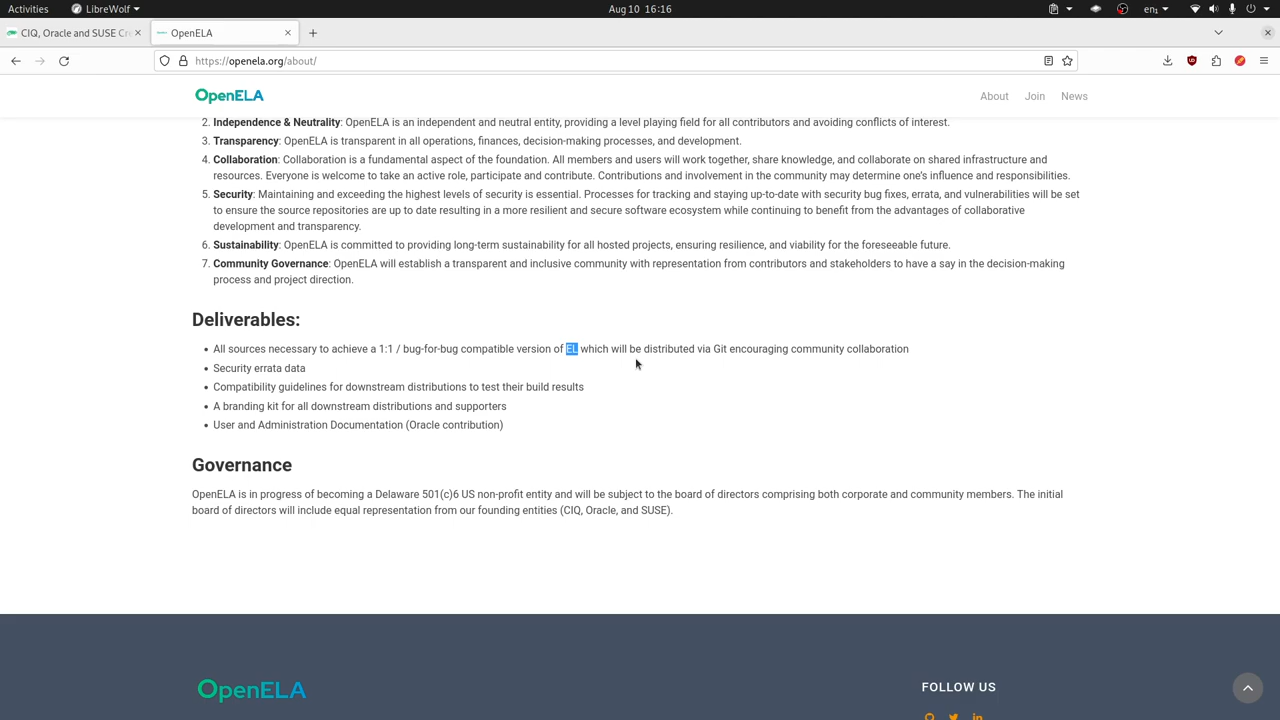 Activities
LibreWolf
Aug 10 16:16
en₁
CIQ, Oracle and SUSE Cre
OpenELA
https://openela.org/about/
OpenELA
About
Join
News
2. Independence & Neutrality: OpenELA is an independent and neutral entity, providing a level playing field for all contributors and avoiding conflicts of interest.
3. Transparency: OpenELA is transparent in all operations, finances, decision-making processes, and development.
4. Collaboration: Collaboration is a fundamental aspect of the foundation. All members and users will work together, share knowledge, and collaborate on shared infrastructure and
resources. Everyone is welcome to take an active role, participate and contribute. Contributions and involvement in the community may determine one's influence and responsibilities.
5. Security: Maintaining and exceeding the highest levels of security is essential. Processes for tracking and staying up-to-date with security bug fixes, errata, and vulnerabilities will be set
to ensure the source repositories are up to date resulting in a more resilient and secure software ecosystem while continuing to benefit from the advantages of collaborative
development and transparency.
6. Sustainability: OpenELA is committed to providing long-term sustainability for all hosted projects, ensuring resilience, and viability for the foreseeable future.
7. Community Governance: OpenELA will establish a transparent and inclusive community with representation from contributors and stakeholders to have a say in the decision-making
process and project direction.
Deliverables:
• All sources necessary to achieve a 1:1 / bug-for-bug compatible version of EL which will be distributed via Git encouraging community collaboration
• Security errata data
• Compatibility guidelines for downstream distributions to test their build results
• A branding kit for all downstream distributions and supporters
• User and Administration Documentation (Oracle contribution)
Governance
OpenELA is in progress of becoming a Delaware 501(c)6 US non-profit entity and will be subject to the board of directors comprising both corporate and community members. The initial
board of directors will include equal representation from our founding entities (CIQ, Oracle, and SUSE).
OpenELA
FOLLOW US